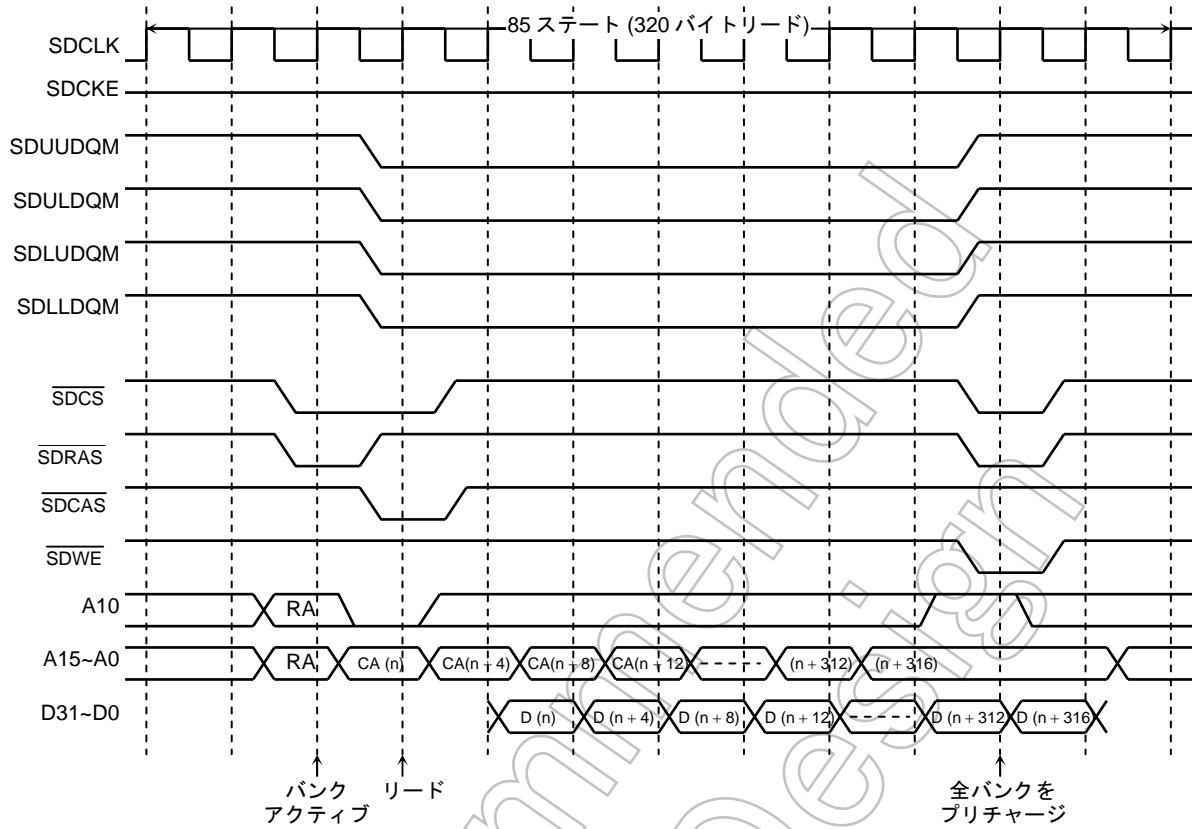 85 ステート (320 バイトリード)
SDCLK
SDCKE
SDUUDQM
SDULDQM
SDLUDQM
SDLLDQM
SDCS
SDRAS
SDCAS
SDWE
A10
RA
A15~A0
RA CA (n) CA(n + 4) CA(n + 8) CA(n + 12) (n + 312) (n + 316)
D31~D0
D (n) D (n + 4) D (n + 8) D (n + 12) D (n + 312) D (n + 316)
バンク
アクティブ
リード
全バンクを
プリチャージ